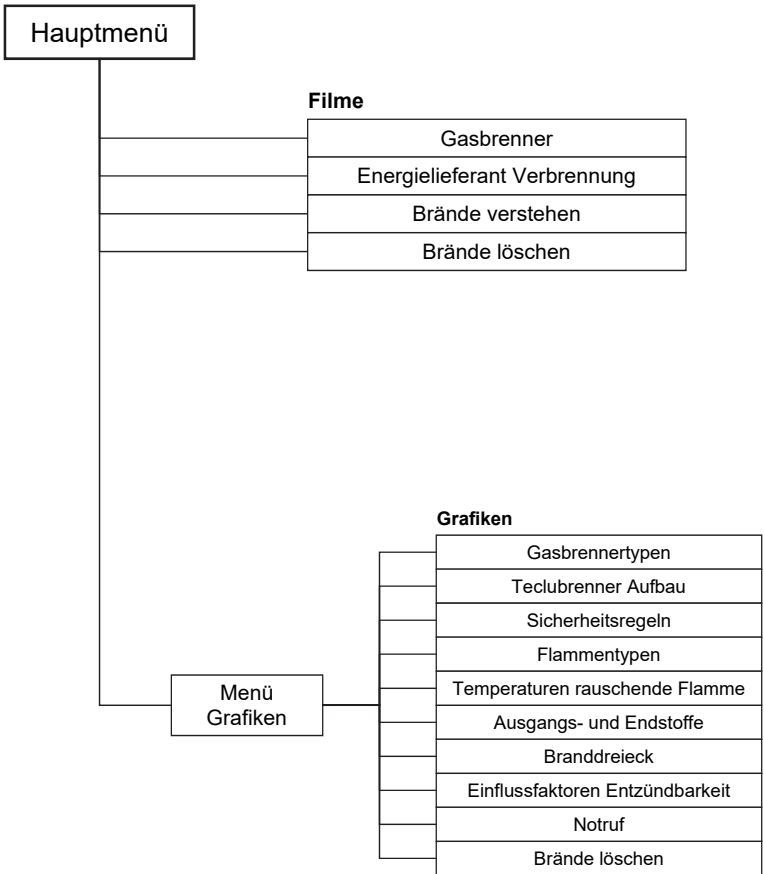 Hauptmenü
Filme
Gasbrenner
Energielieferant Verbrennung
Brände verstehen
Brände löschen
Menü
Grafiken
Grafiken
Gasbrennertypen
Teclubrenner Aufbau
Sicherheitsregeln
Flammentypen
Temperaturen rauschende Flamme
Ausgangs- und Endstoffe
Branddreieck
Einflussfaktoren Entzündbarkeit
Notruf
Brände löschen